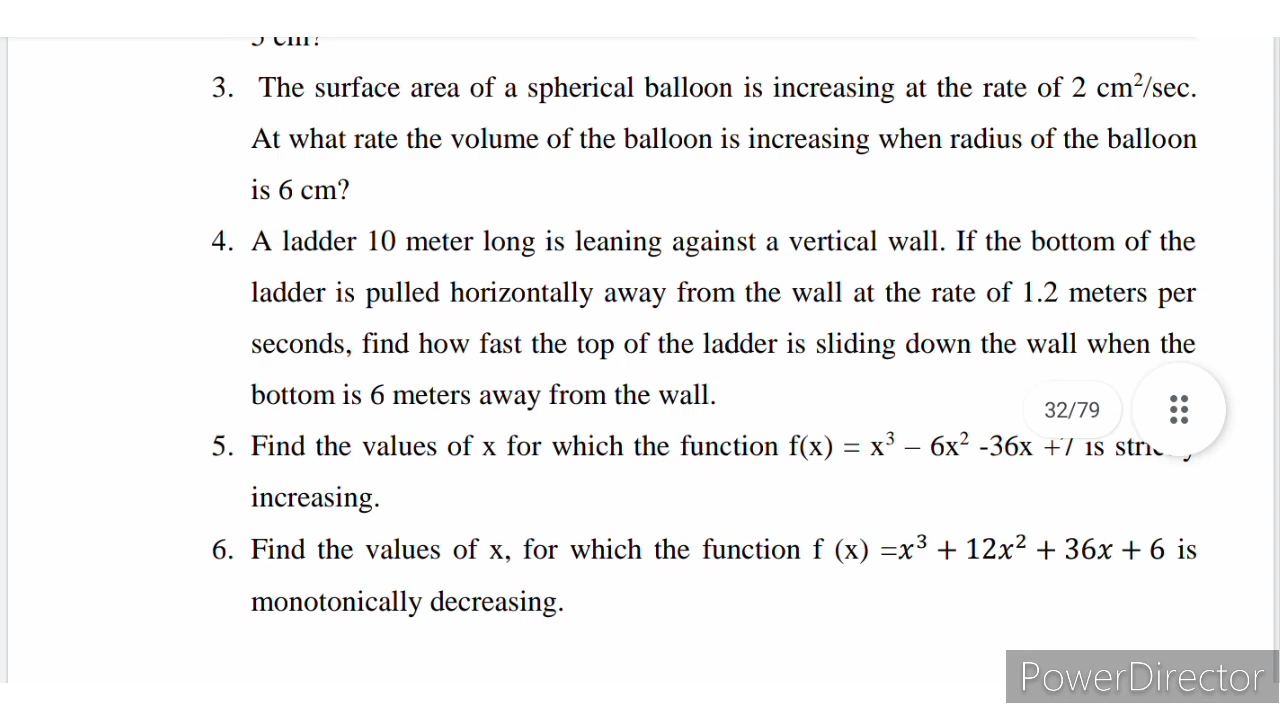 3. The surface area of a spherical balloon is increasing at the rate of 2 cm²/sec.
At what rate the volume of the balloon is increasing when radius of the balloon
is 6 cm?
4. A ladder 10 meter long is leaning against a vertical wall. If the bottom of the
ladder is pulled horizontally away from the wall at the rate of 1.2 meters per
seconds, find how fast the top of the ladder is sliding down the wall when the
bottom is 6 meters away from the wall.
32/79
5. Find the values of x for which the function f(x) = x³ – 6x² -36x +7 is
increasing.
6. Find the values of x, for which the function f (x) =x³ + 12x² + 36x + 6 is
monotonically decreasing.
PowerDirector